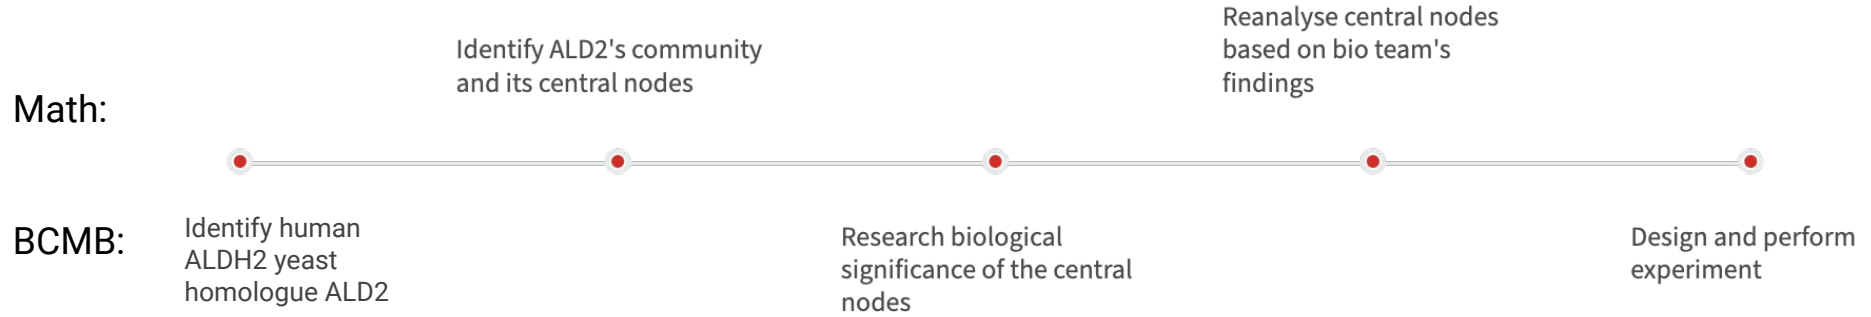 Math:
Identify ALD2's community
and its central nodes
Reanalyse central nodes
based on bio team's
findings
BCMB:
Identify human
ALDH2 yeast
homologue ALD2
Research biological
significance of the central
nodes
Design and perform
experiment